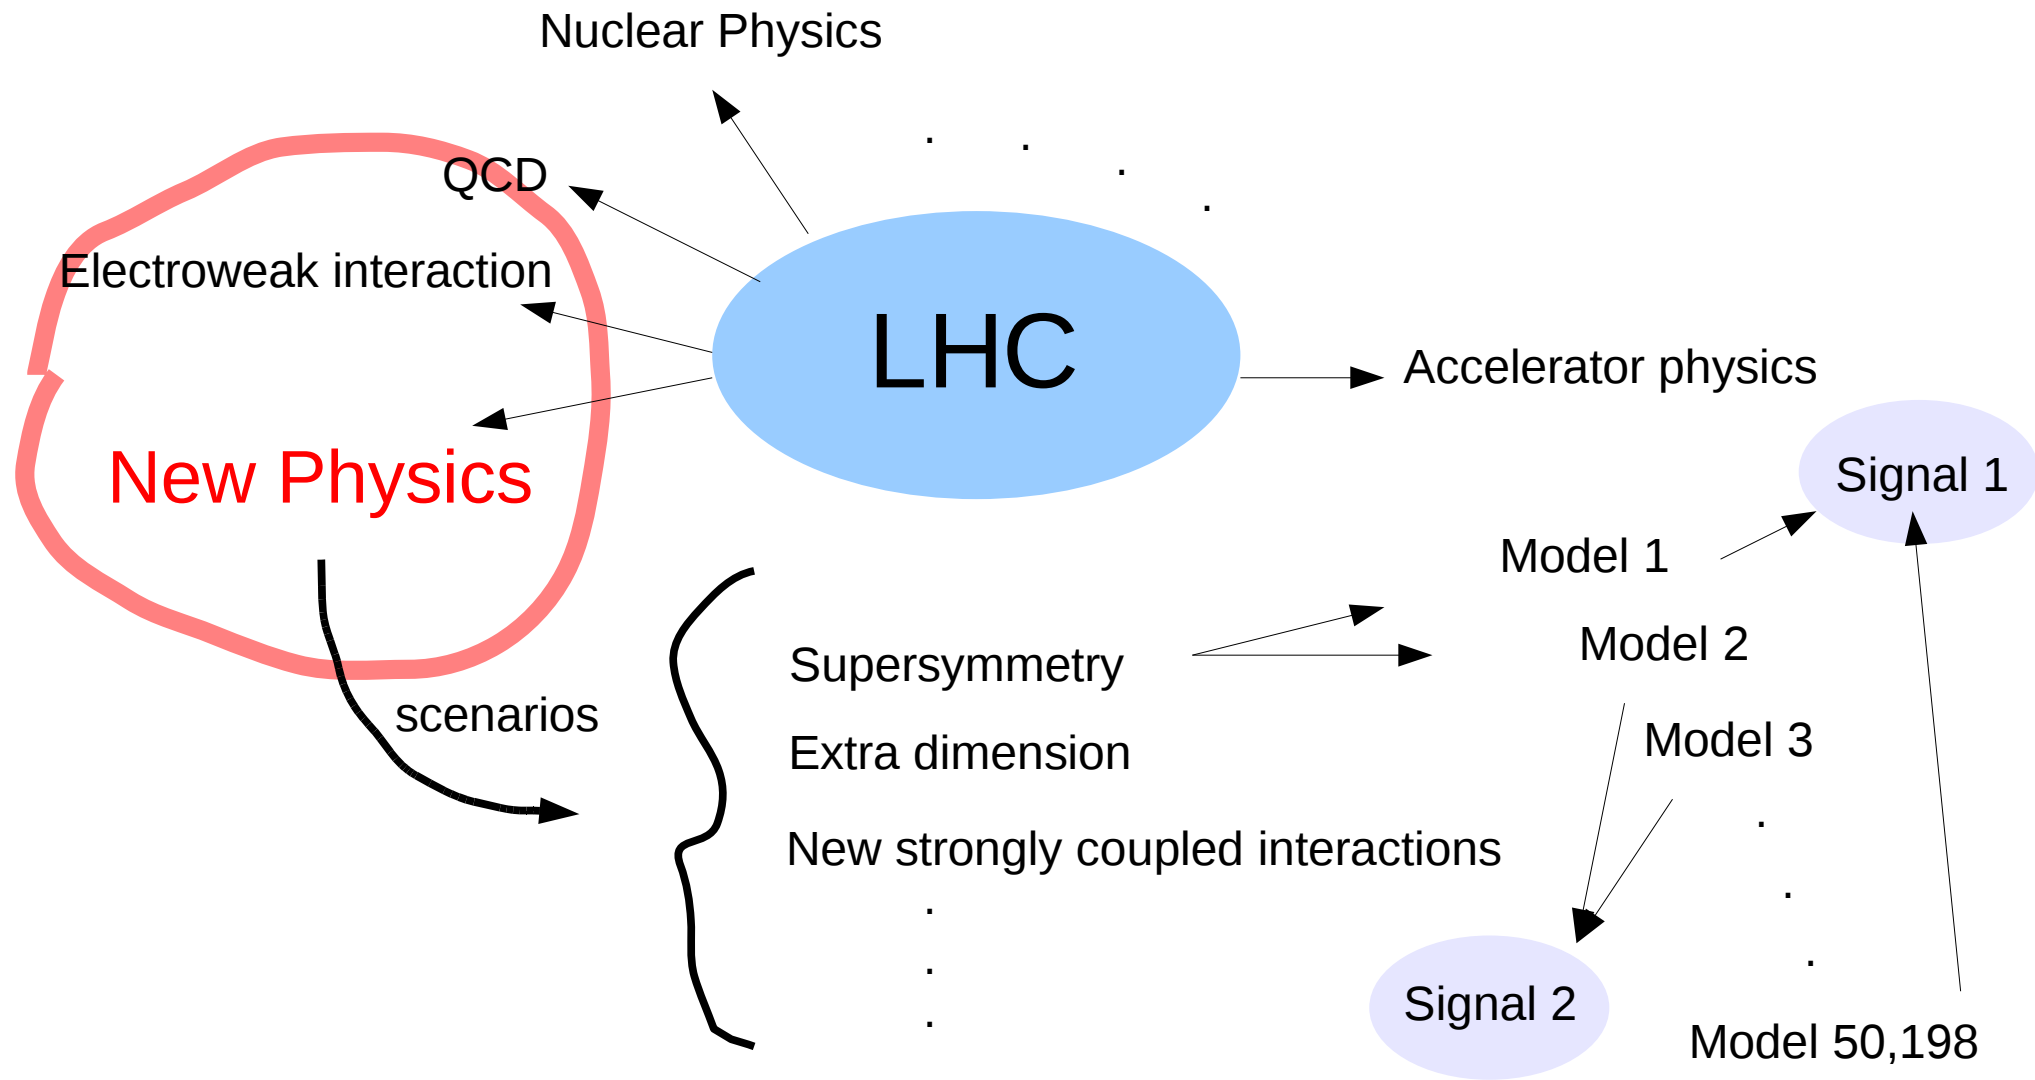 Nuclear Physics
QCD
Electroweak interaction
LHC
Accelerator physics
New Physics
Signal 1
Model 1
Model 2
Supersymmetry
scenarios
Model 3
Extra dimension
New strongly coupled interactions
Signal 2
Model 50,198